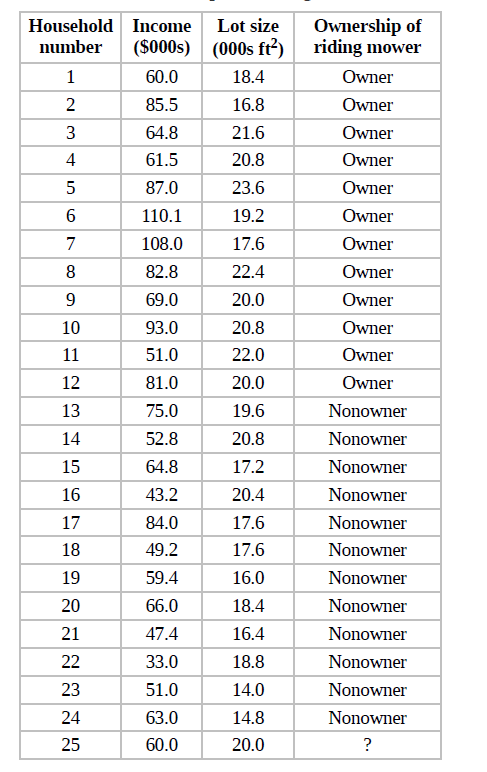 Household number Income ($000s) Lot size (000s ft²) Ownership of riding mower
1 60.0 18.4 Owner
2 85.5 16.8 Owner
3 64.8 21.6 Owner
4 61.5 20.8 Owner
5 87.0 23.6 Owner
6 110.1 19.2 Owner
7 108.0 17.6 Owner
8 82.8 22.4 Owner
9 69.0 20.0 Owner
10 93.0 20.8 Owner
11 51.0 22.0 Owner
12 81.0 20.0 Owner
13 75.0 19.6 Nonowner
14 52.8 20.8 Nonowner
15 64.8 17.2 Nonowner
16 43.2 20.4 Nonowner
17 84.0 17.6 Nonowner
18 49.2 17.6 Nonowner
19 59.4 16.0 Nonowner
20 66.0 18.4 Nonowner
21 47.4 16.4 Nonowner
22 33.0 18.8 Nonowner
23 51.0 14.0 Nonowner
24 63.0 14.8 Nonowner
25 60.0 20.0 ?